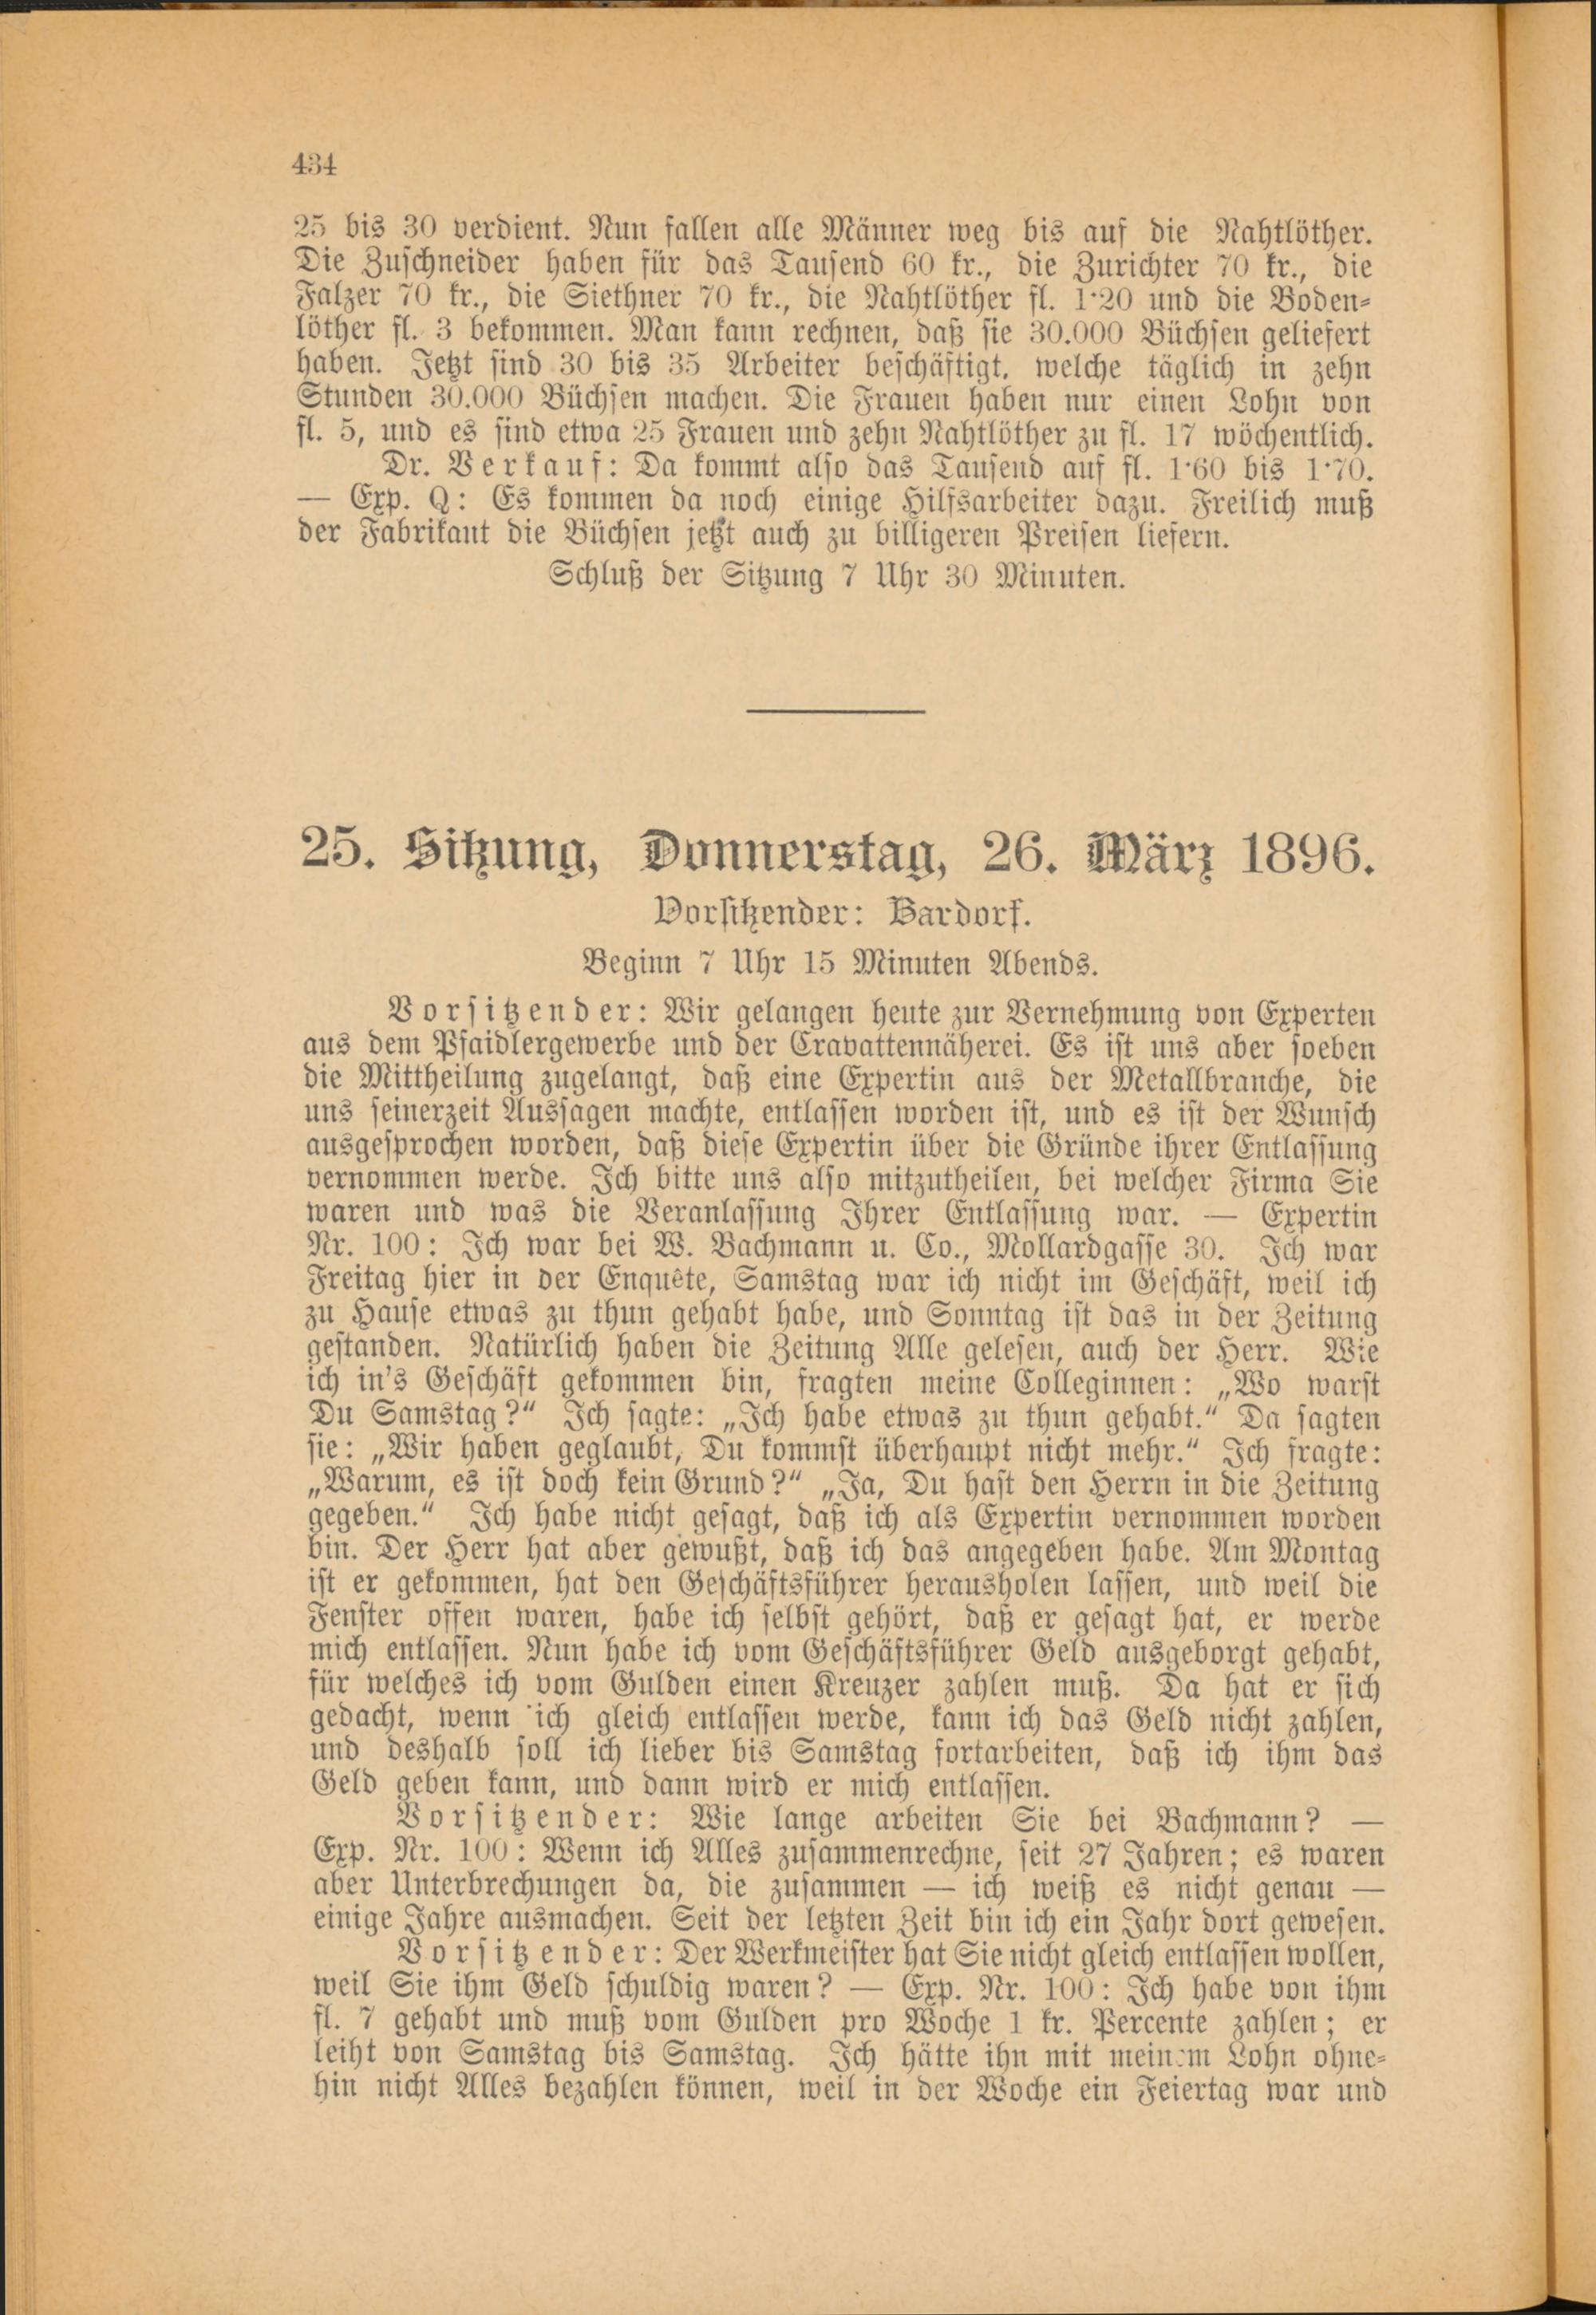 434
25 bis 30 verdient. Nun fallen alle Männer weg bis auf die Nahtlöther.
Die Zuschneider haben für das Tausend 60 kr., die Zurichter 70 kr., die
Falzer 70 kr., die Siethner 70 kr., die Nahtlöther fl. 1·20 und die Boden-
löther fl. 3 bekommen. Man kann rechnen, daß sie 30.000 Büchsen geliefert
haben. Jetzt sind 30 bis 35 Arbeiter beschäftigt, welche täglich in zehn
Stunden 30.000 Büchsen machen. Die Frauen haben nur einen Lohn von
fl. 5, und es sind etwa 25 Frauen und zehn Nahtlöther zu fl. 17 wöchentlich.
Dr. Verkauf: Da kommt also das Tausend auf fl. 1·60 bis 1·70.
— Exp. Q: Es kommen da noch einige Hilfsarbeiter dazu. Freilich muß
der Fabrikant die Büchsen jetzt auch zu billigeren Preisen liefern.
Schluß der Sitzung 7 Uhr 30 Minuten.
25. Sitzung, Donnerstag, 26. März 1896.
Vorsitzender: Bardorf.
Beginn 7 Uhr 15 Minuten Abends.
Vorsitzender: Wir gelangen heute zur Vernehmung von Experten
aus dem Pfaidlergewerbe und der Cravattennäherei. Es ist uns aber soeben
die Mittheilung zugelangt, daß eine Expertin aus der Metallbranche, die
uns seinerzeit Aussagen machte, entlassen worden ist, und es ist der Wunsch
ausgesprochen worden, daß diese Expertin über die Gründe ihrer Entlassung
vernommen werde. Ich bitte uns also mitzutheilen, bei welcher Firma Sie
waren und was die Veranlassung Ihrer Entlassung war. — Expertin
Nr. 100: Ich war bei W. Bachmann u. Co., Mollardgasse 30. Ich war
Freitag hier in der Enquête, Samstag war ich nicht im Geschäft, weil ich
zu Hause etwas zu thun gehabt habe, und Sonntag ist das in der Zeitung
gestanden. Natürlich haben die Zeitung Alle gelesen, auch der Herr. Wie
ich in's Geschäft gekommen bin, fragten meine Colleginnen: „Wo warst
Du Samstag?“ Ich sagte: „Ich habe etwas zu thun gehabt.“ Da sagten
sie: „Wir haben geglaubt, Du kommst überhaupt nicht mehr.“ Ich fragte:
„Warum, es ist doch kein Grund?“ „Ja, Du hast den Herrn in die Zeitung
gegeben.“ Ich habe nicht gesagt, daß ich als Expertin vernommen worden
bin. Der Herr hat aber gewußt, daß ich das angegeben habe. Am Montag
ist er gekommen, hat den Geschäftsführer herausholen lassen, und weil die
Fenster offen waren, habe ich selbst gehört, daß er gesagt hat, er werde
mich entlassen. Nun habe ich vom Geschäftsführer Geld ausgeborgt gehabt,
für welches ich vom Gulden einen Kreuzer zahlen muß. Da hat er sich
gedacht, wenn ich gleich entlassen werde, kann ich das Geld nicht zahlen,
und deshalb soll ich lieber bis Samstag fortarbeiten, daß ich ihm das
Geld geben kann, und dann wird er mich entlassen.
Vorsitzender: Wie lange arbeiten Sie bei Bachmann? —
Exp. Nr. 100: Wenn ich Alles zusammenrechne, seit 27 Jahren; es waren
aber Unterbrechungen da, die zusammen — ich weiß es nicht genau —
einige Jahre ausmachen. Seit der letzten Zeit bin ich ein Jahr dort gewesen.
Vorsitzender: Der Werkmeister hat Sie nicht gleich entlassen wollen,
weil Sie ihm Geld schuldig waren? — Exp. Nr. 100: Ich habe von ihm
fl. 7 gehabt und muß vom Gulden pro Woche 1 kr. Percente zahlen; er
leiht von Samstag bis Samstag. Ich hätte ihn mit meinem Lohn ohne-
hin nicht Alles bezahlen können, weil in der Woche ein Feiertag war und